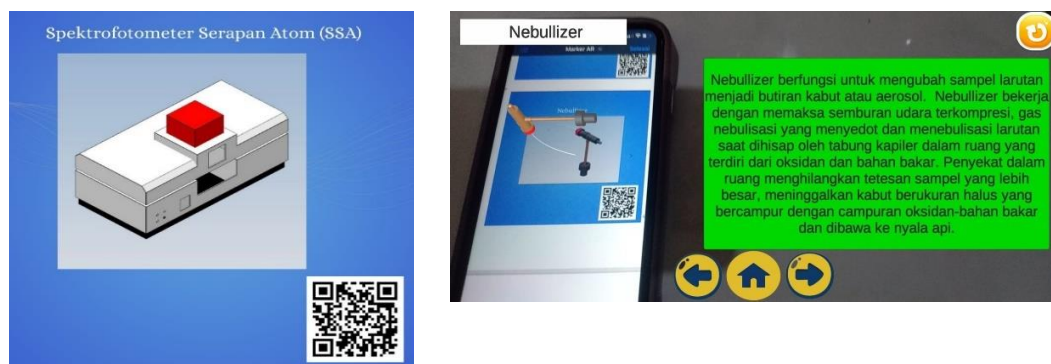 Spektrofotometer Serapan Atom (SSA)
Nebullizer
Marker AR
Nebullizer berfungsi untuk mengubah sampel larutan
menjadi butiran kabut atau aerosol. Nebullizer bekerja
dengan memaksa semburan udara terkompresi, gas
nebulisasi yang menyedot dan menebulisasi larutan
saat dihisap oleh tabung kapiler dalam ruang yang
terdiri dari oksidan dan bahan bakar. Penyekat dalam
ruang menghilangkan tetesan sampel yang lebih
besar, meninggalkan kabut berukuran halus yang
bercampur dengan campuran oksidan-bahan bakar
dan dibawa ke nyala api.